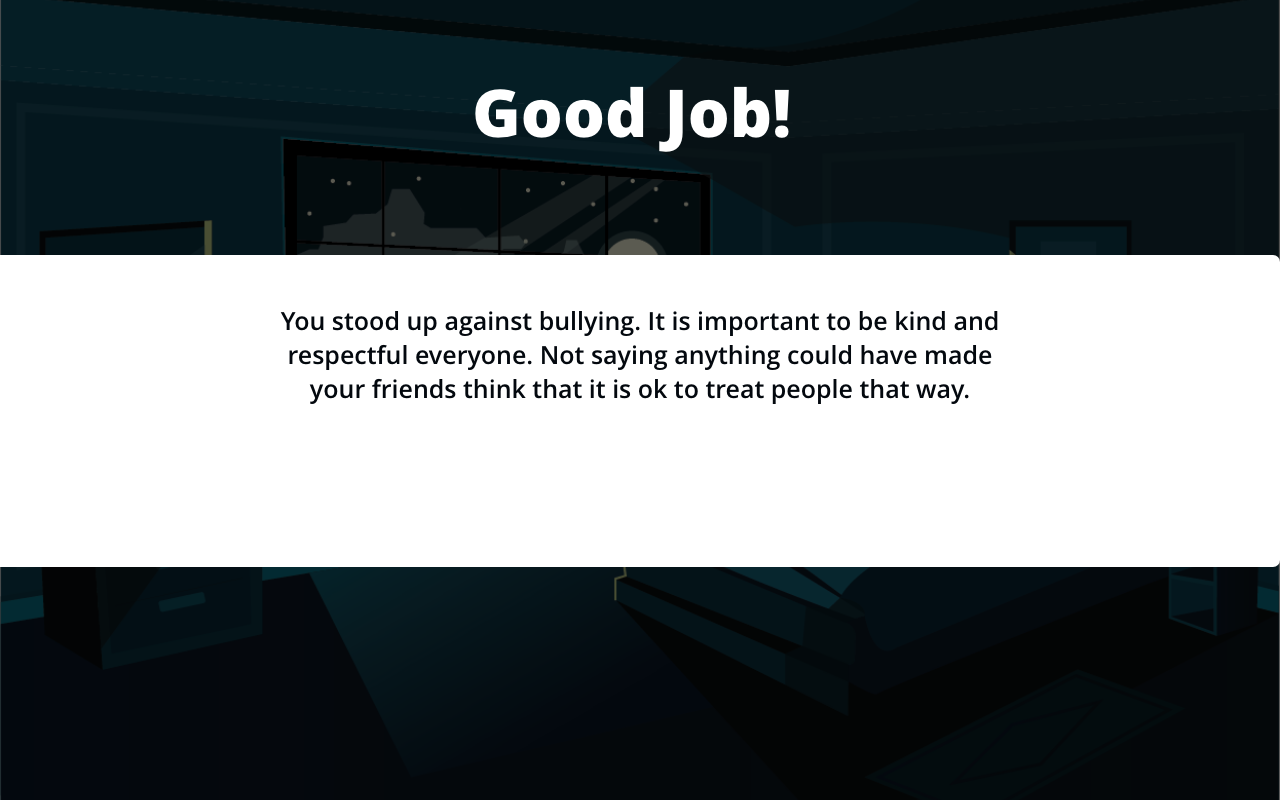 Good Job!
You stood up against bullying. It is important to be kind and
respectful everyone. Not saying anything could have made
your friends think that it is ok to treat people that way.